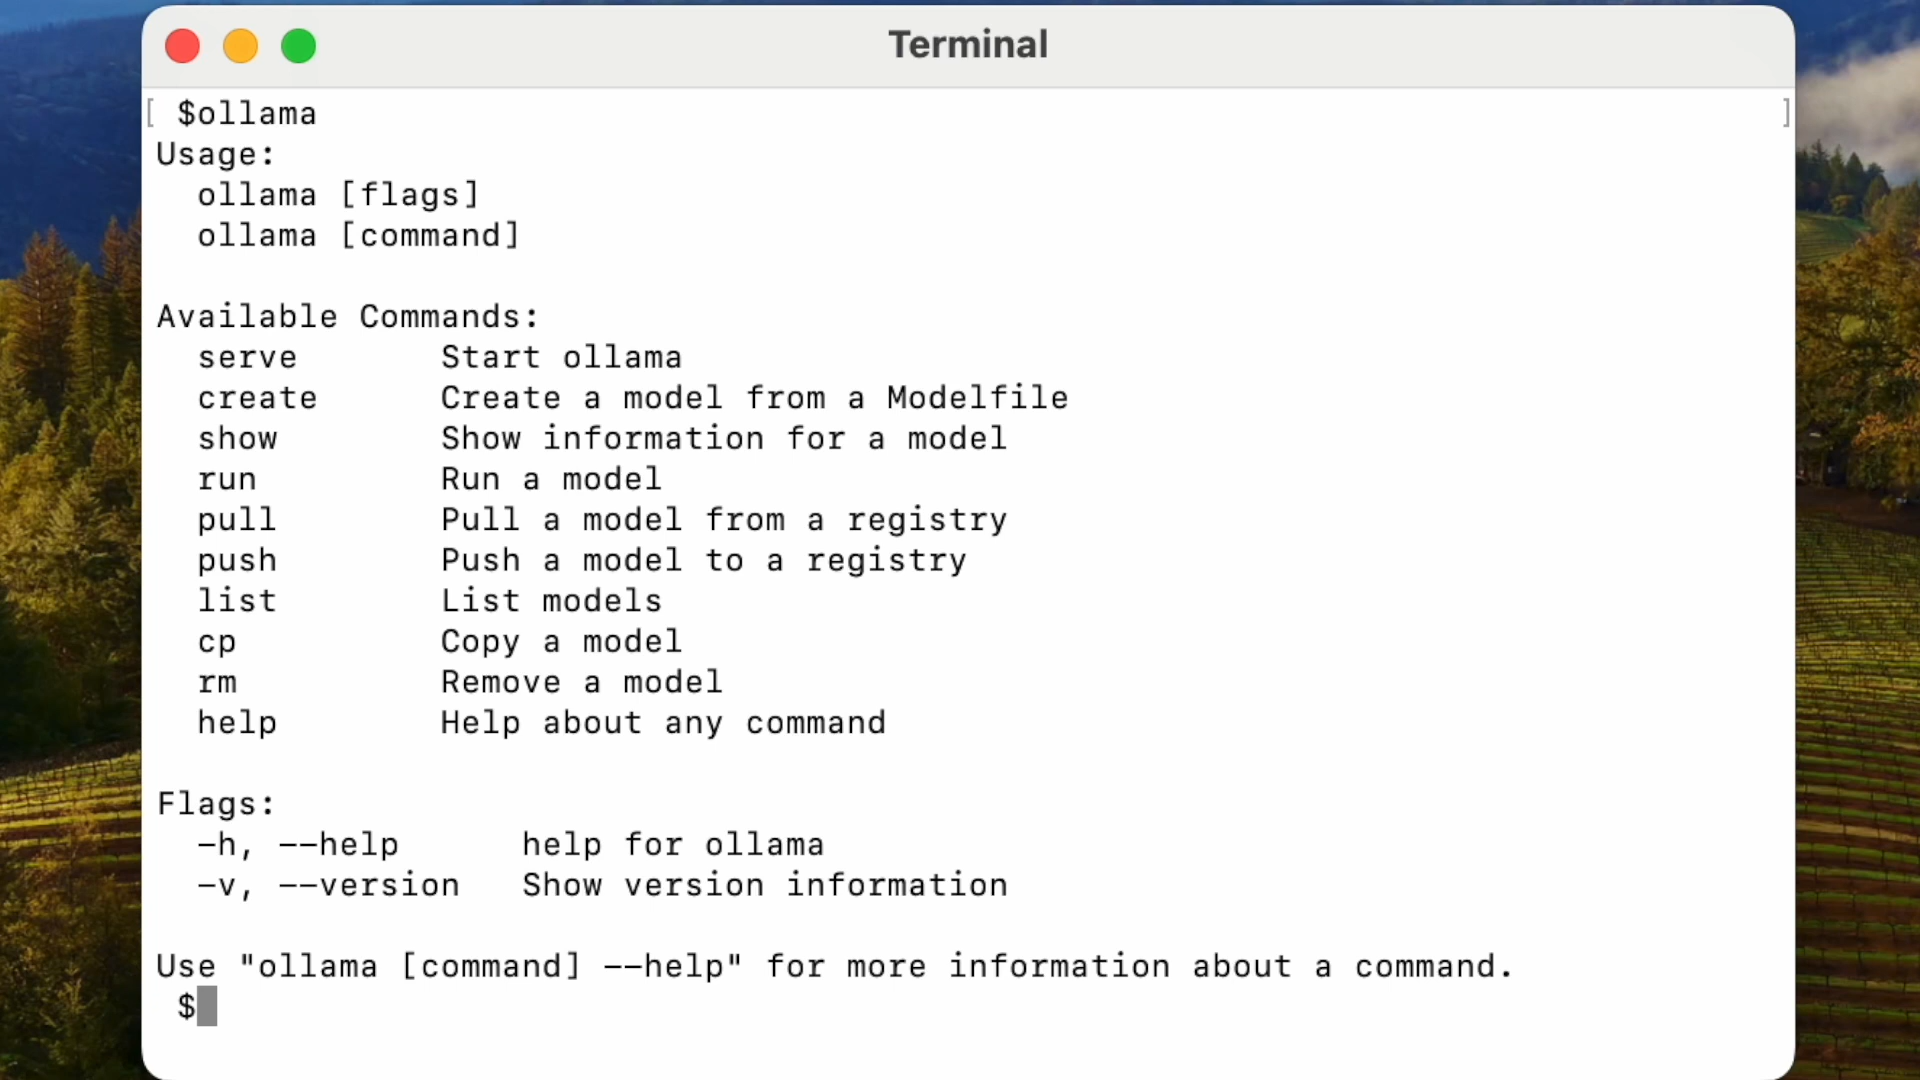 Terminal
[ $ollama ]
Usage:
  ollama [flags]
  ollama [command]

Available Commands:
  serve       Start ollama
  create      Create a model from a Modelfile
  show        Show information for a model
  run         Run a model
  pull        Pull a model from a registry
  push        Push a model to a registry
  list        List models
  cp          Copy a model
  rm          Remove a model
  help        Help about any command

Flags:
  -h, --help      help for ollama
  -v, --version   Show version information

Use "ollama [command] --help" for more information about a command.
 $